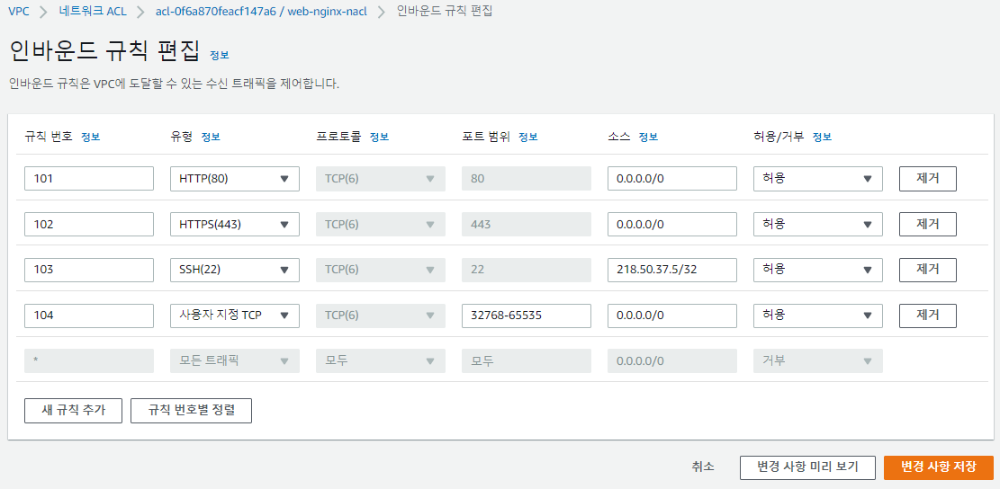 VPC > 네트워크 ACL > acl-0f6a870feacf147a6 / web-nginx-nacl > 인바운드 규칙 편집
인바운드 규칙 편집 정보
인바운드 규칙은 VPC에 도달할 수 있는 수신 트래픽을 제어합니다.
규칙 번호 정보 유형 정보 프로토콜 정보 포트 범위 정보 소스 정보 허용/거부 정보
101 HTTP(80) TCP(6) 80 0.0.0.0/0 허용 제거
102 HTTPS(443) TCP(6) 443 0.0.0.0/0 허용 제거
103 SSH(22) TCP(6) 22 218.50.37.5/32 허용 제거
104 사용자 지정 TCP TCP(6) 32768-65535 0.0.0.0/0 허용 제거
* 모든 트래픽 모두 모두 0.0.0.0/0 거부
새 규칙 추가 규칙 번호별 정렬
취소 변경 사항 미리 보기 변경 사항 저장